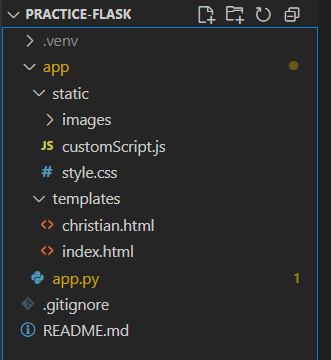 PRACTICE-FLASK
.venv
app
static
images
JS customScript.js
# style.css
templates
<> christian.html
<> index.html
app.py 1
.gitignore
README.md